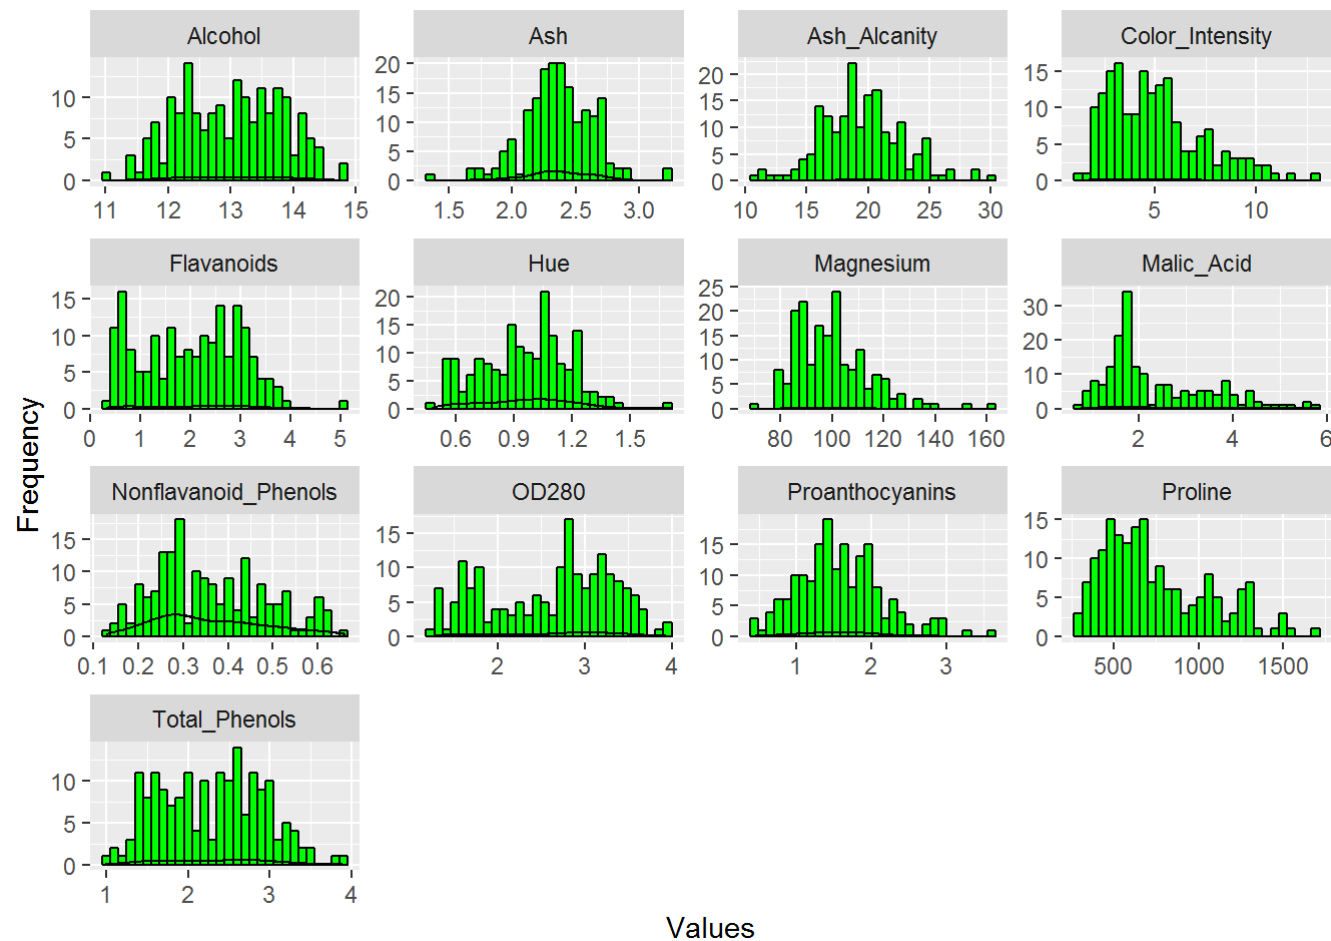 Alcohol Ash Ash_Alcanity Color_Intensity
10 5 0 20 15 10 5 0 20 15 10 5 0 15 10 5 0
11 12 13 14 15 1.5 2.0 2.5 3.0 10 15 20 25 30 5 10
Flavanoids Hue Magnesium Malic_Acid
15 10 5 0 20 15 10 5 0 25 20 15 10 5 0 30 20 10 0
0 1 2 3 4 5 0.6 0.9 1.2 1.5 80 100 120 140 160 2 4 6
Frequency
Nonflavanoid_Phenols OD280 Proanthocyanins Proline
15 10 5 0 15 10 5 0 15 10 5 0 15 10 5 0
0.1 0.2 0.3 0.4 0.5 0.6 2 3 4 1 2 3 500 1000 1500
Total_Phenols
10 5 0
1 2 3 4
Values